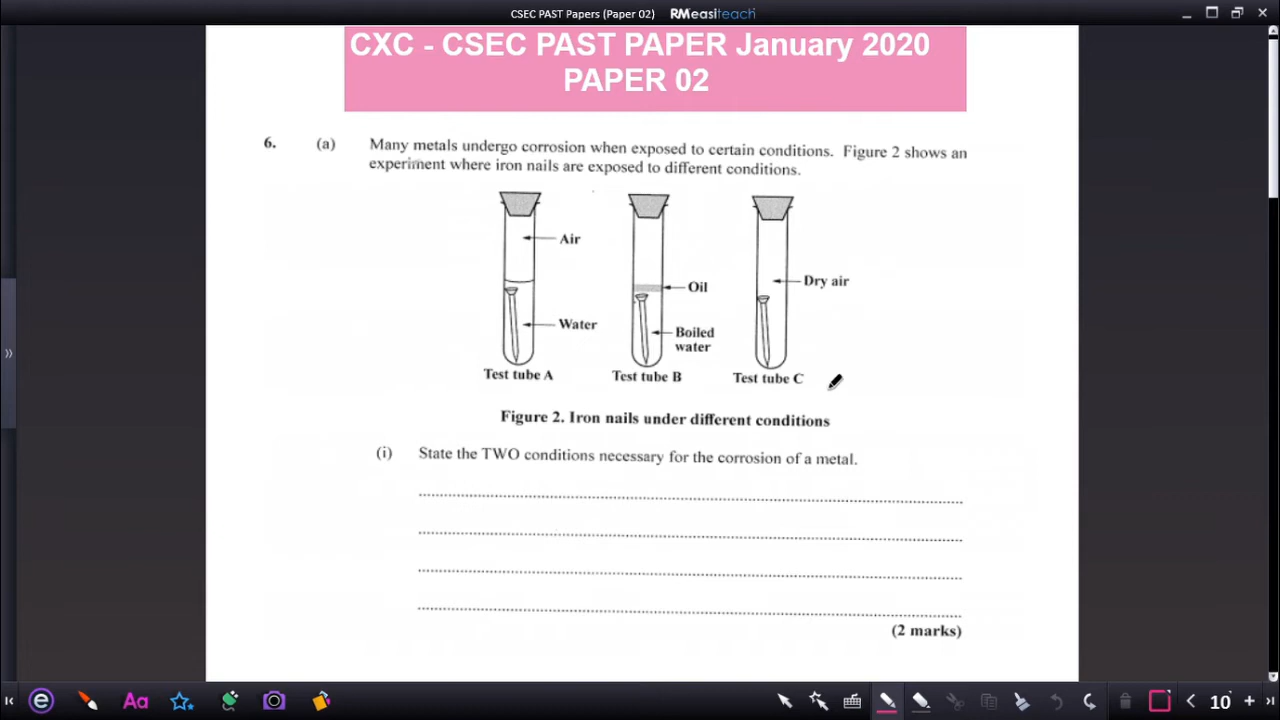 CSEC PAST Papers (Paper 02) RMeasiteach
CXC - CSEC PAST PAPER January 2020
PAPER 02
6. (a) Many metals undergo corrosion when exposed to certain conditions. Figure 2 shows an
experiment where iron nails are exposed to different conditions.
Air
Water
Test tube A
Oil
Boiled
water
Test tube B
Dry air
Test tube C
Figure 2. Iron nails under different conditions
(i) State the TWO conditions necessary for the corrosion of a metal.
(2 marks)
Aa
10